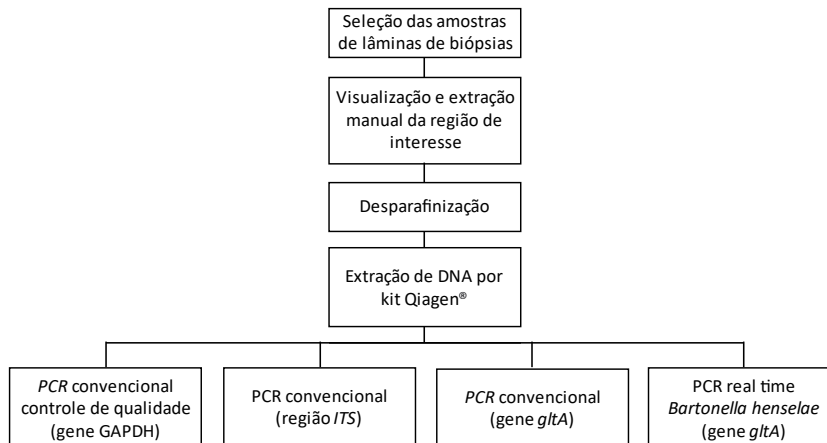 Seleção das amostras
de lâminas de biópsias
Visualização e extração
manual da região de
interesse
Desparafinização
Extração de DNA por
kit Qiagen®
PCR convencional
controle de qualidade
(gene GAPDH)
PCR convencional
(região ITS)
PCR convencional
(gene gltA)
PCR real time
Bartonella henselae
(gene gltA)